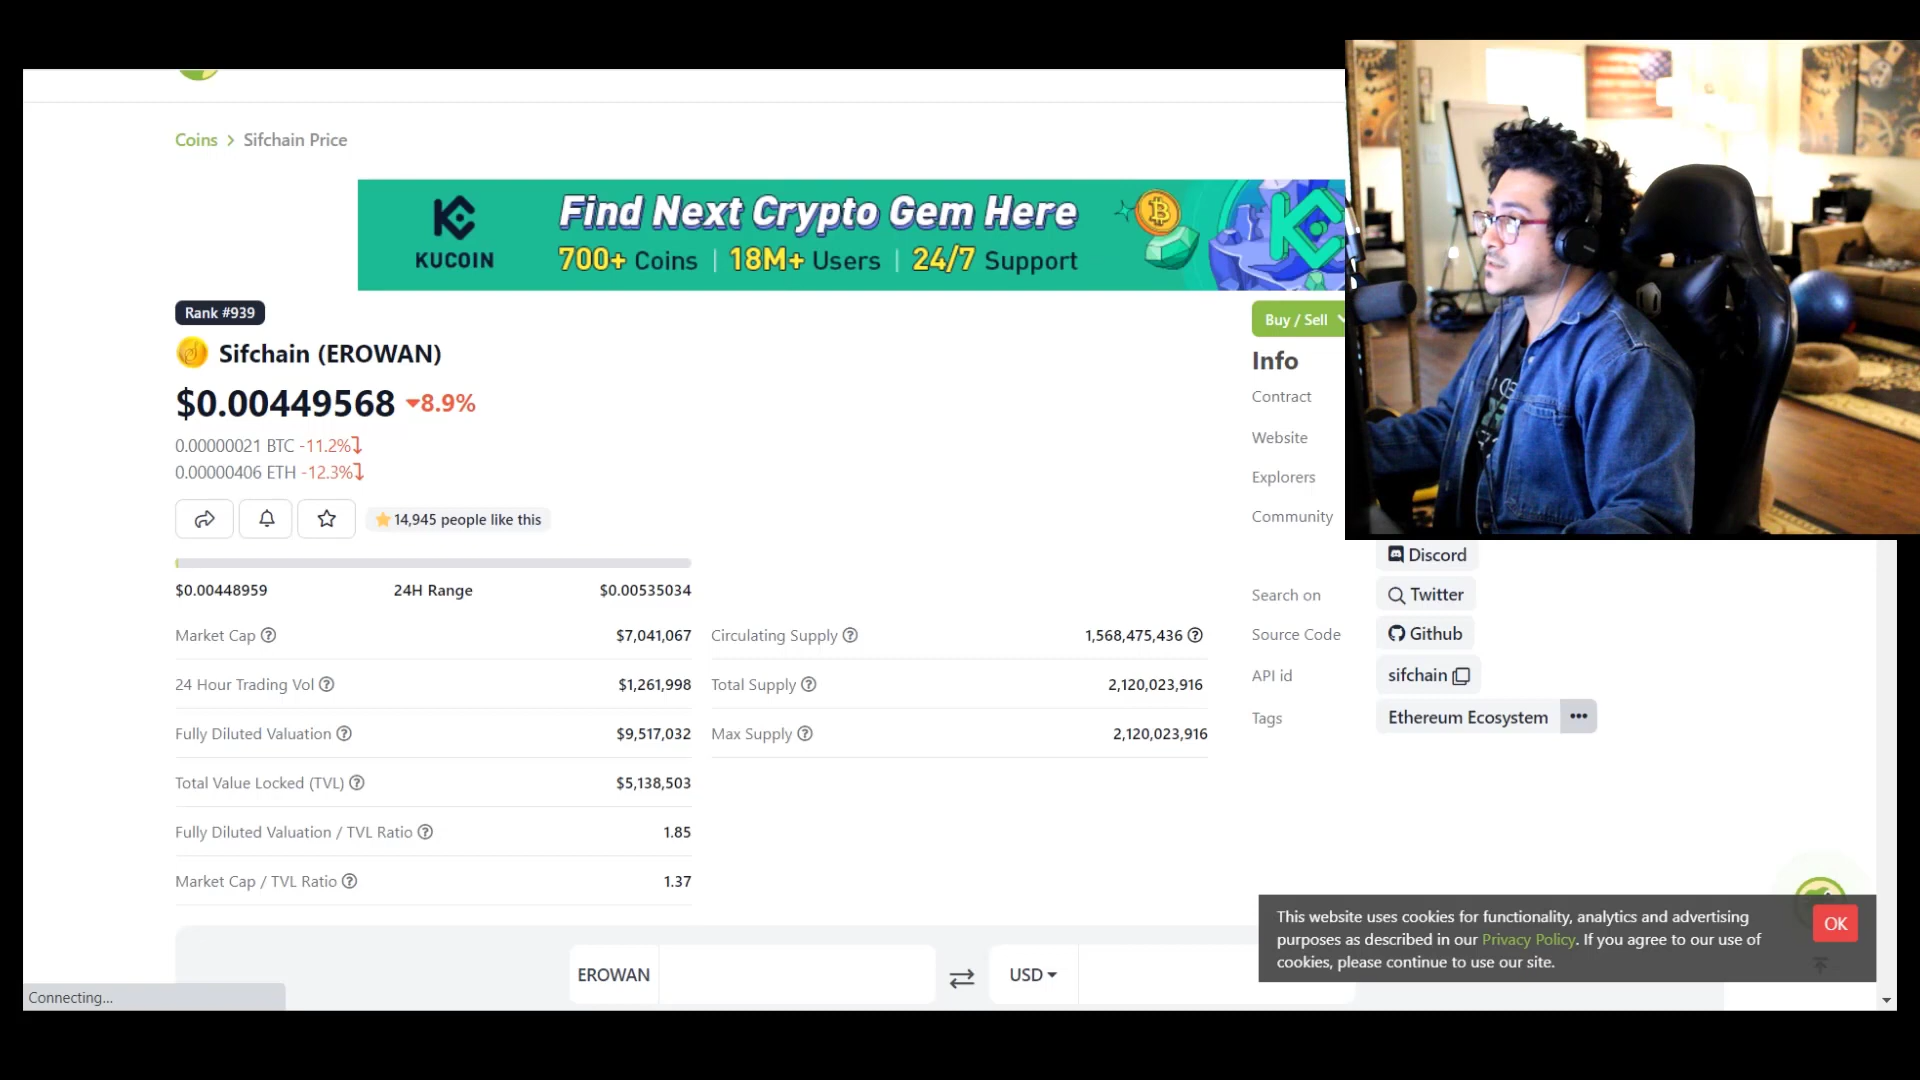 Coins > Sifchain Price
KUCOIN
Find Next Crypto Gem Here
700+ Coins | 18M+ Users | 24/7 Support
Rank #939
Sifchain (EROWAN)
$0.00449568 8.9%
0.00000021 BTC -11.2%
0.00000406 ETH -12.3%
14,945 people like this
$0.00448959 24H Range $0.00535034
Market Cap $7,041,067
24 Hour Trading Vol $1,261,998
Fully Diluted Valuation $9,517,032
Total Value Locked (TVL) $5,138,503
Fully Diluted Valuation / TVL Ratio 1.85
Market Cap / TVL Ratio 1.37
Circulating Supply 1,568,475,436
Total Supply 2,120,023,916
Max Supply 2,120,023,916
Buy / Sell
Info
Contract
Website
Explorers
Community
Discord
Search on Twitter
Source Code Github
API id sifchain
Tags Ethereum Ecosystem •••
EROWAN USD
This website uses cookies for functionality, analytics and advertising
purposes as described in our Privacy Policy. If you agree to our use of
cookies, please continue to use our site.
OK
Connecting...